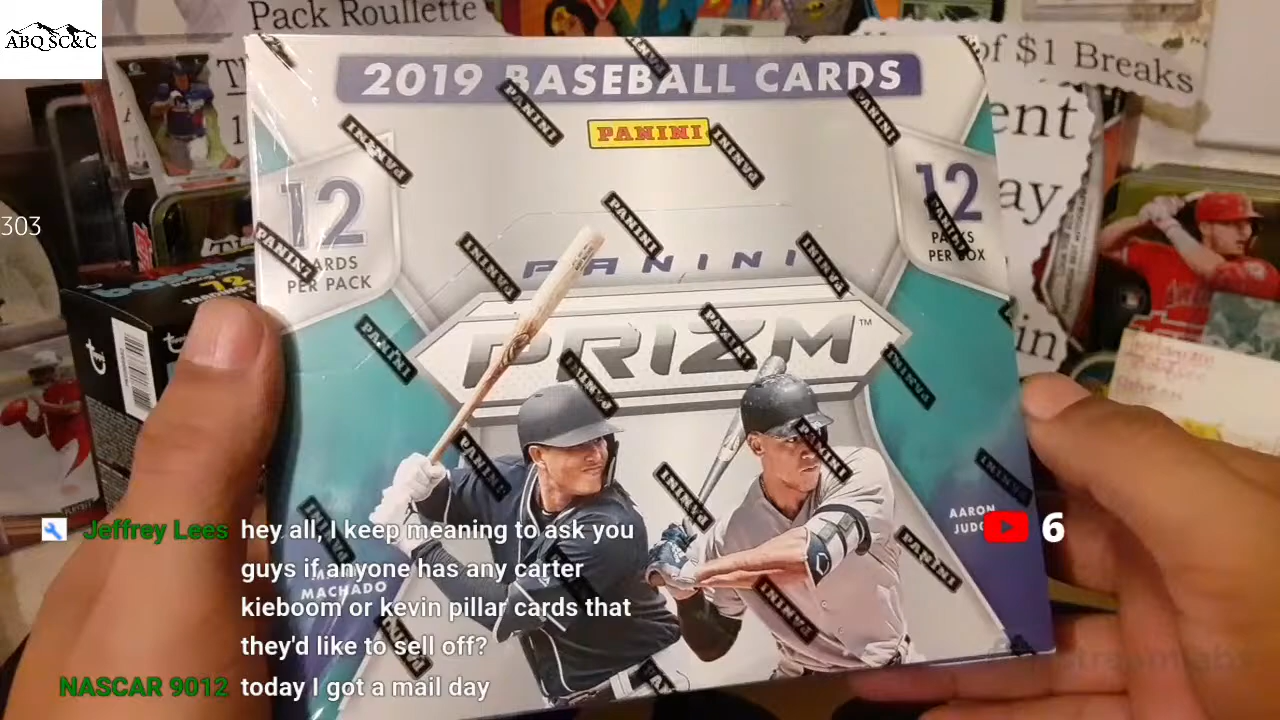 ABQ SC&C
Pack Roulette
of $1 Breaks
ent
ay
in
303
2019 BASEBALL CARDS
PANINI
12
CARDS
PER PACK
12
PACKS
PER BOX
PANINI
PRIZM™
AARON
JUDGE
MACHADO
Jeffrey Lees hey all, I keep meaning to ask you
guys if anyone has any carter
kieboom or kevin pillar cards that
they'd like to sell off?
NASCAR 9012 today I got a mail day
6